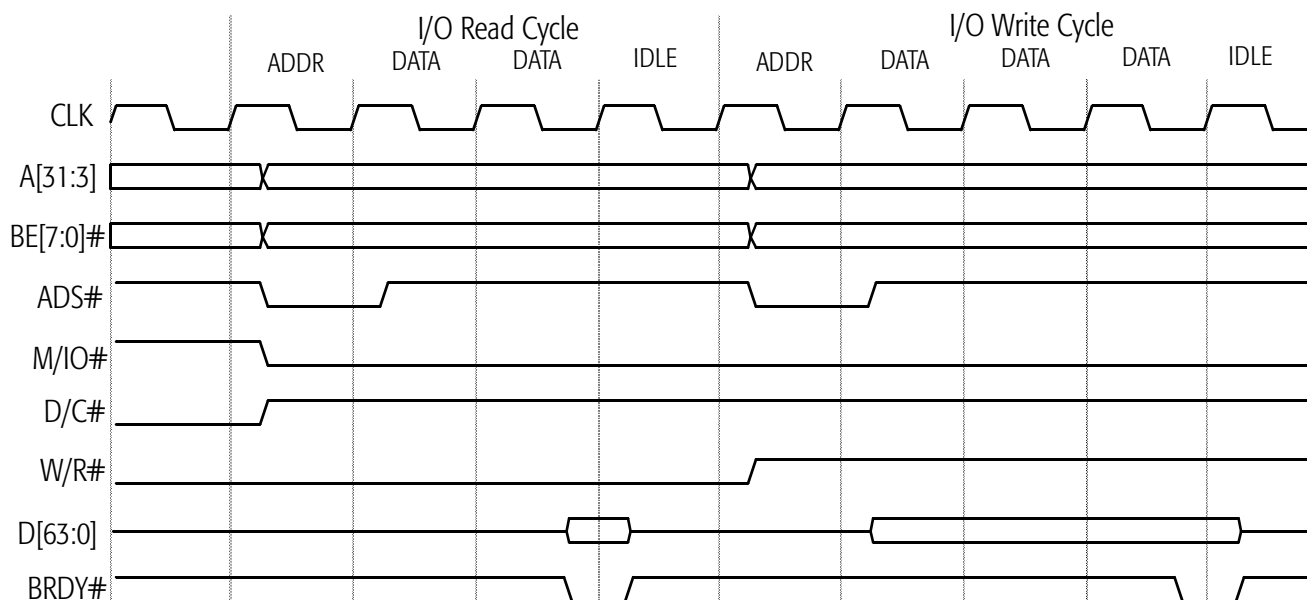 I/O Read Cycle I/O Write Cycle
ADDR DATA DATA IDLE ADDR DATA DATA DATA IDLE
CLK
A[31:3]
BE[7:0]#
ADS#
M/IO#
D/C#
W/R#
D[63:0]
BRDY#